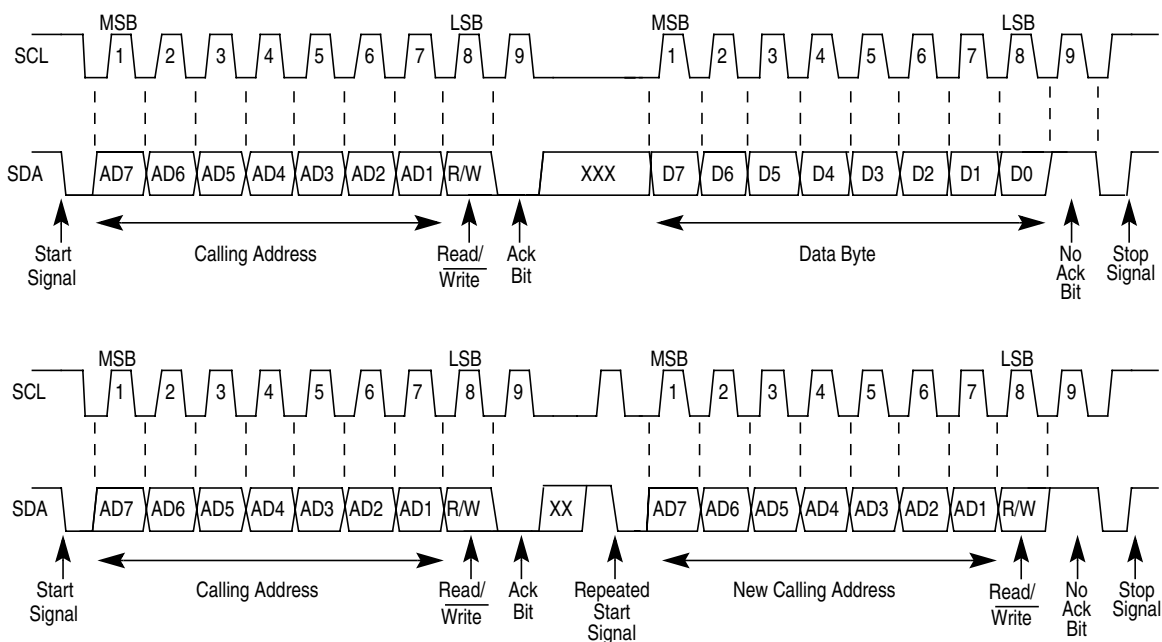 MSB LSB MSB LSB
SCL 1 2 3 4 5 6 7 8 9 1 2 3 4 5 6 7 8 9
SDA AD7 AD6 AD5 AD4 AD3 AD2 AD1 R/W XXX D7 D6 D5 D4 D3 D2 D1 D0
Start Signal
Calling Address
Read/ Write
Ack Bit
Data Byte
No Ack Bit
Stop Signal
MSB LSB MSB LSB
SCL 1 2 3 4 5 6 7 8 9 1 2 3 4 5 6 7 8 9
SDA AD7 AD6 AD5 AD4 AD3 AD2 AD1 R/W XX AD7 AD6 AD5 AD4 AD3 AD2 AD1 R/W
Start Signal
Calling Address
Read/ Write
Ack Bit
Repeated Start Signal
New Calling Address
Read/ Write
No Ack Bit
Stop Signal